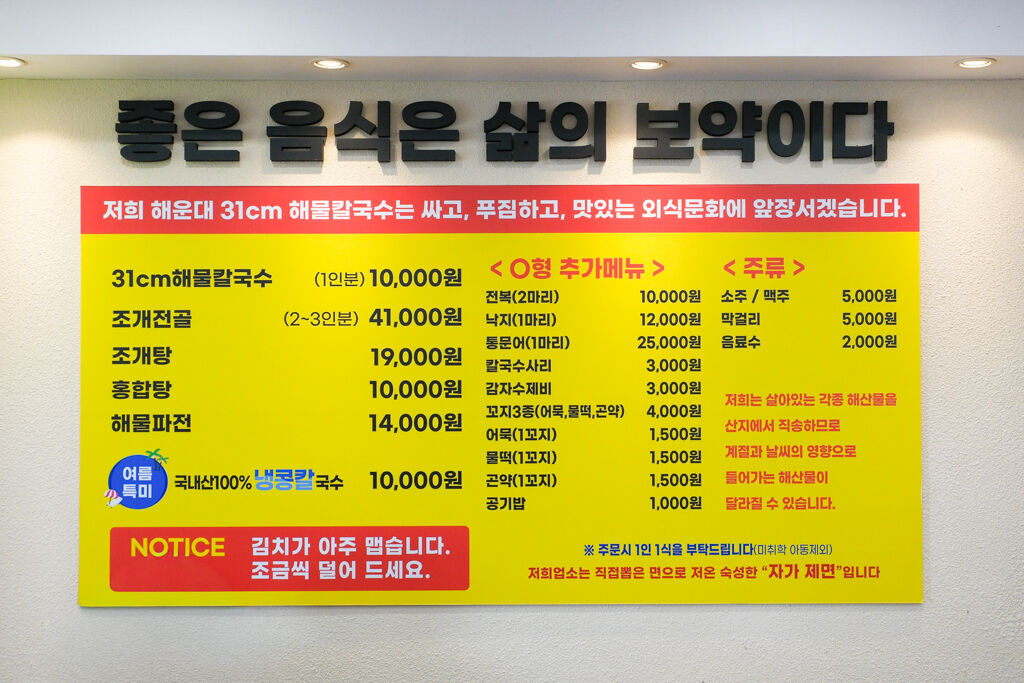 좋은 음식은 삶의 보약이다
저희 해운대 31cm 해물칼국수는 싸고, 푸짐하고, 맛있는 외식문화에 앞장서겠습니다.
31cm해물칼국수 (1인분) 10,000원
조개전골 (2~3인분) 41,000원
조개탕 19,000원
홍합탕 10,000원
해물파전 14,000원
여름
특미
국내산100% 냉콩칼국수 10,000원
NOTICE 김치가 아주 맵습니다.
조금씩 덜어 드세요.
< O형 추가메뉴 >
전복(2마리) 10,000원
낙지(1마리) 12,000원
통문어(1마리) 25,000원
칼국수사리 3,000원
감자수제비 3,000원
꼬지3종(어묵,물떡,곤약) 4,000원
어묵(1꼬지) 1,500원
물떡(1꼬지) 1,500원
곤약(1꼬지) 1,500원
공기밥 1,000원
< 주류 >
소주 / 맥주 5,000원
막걸리 5,000원
음료수 2,000원
저희는 살아있는 각종 해산물을
산지에서 직송하므로
계절과 날씨의 영향으로
들어가는 해산물이
달라질 수 있습니다.
※ 주문시 1인 1식을 부탁드립니다(미취학 아동제외)
저희업소는 직접뽑은 면으로 저온 숙성한 “자가 제면”입니다